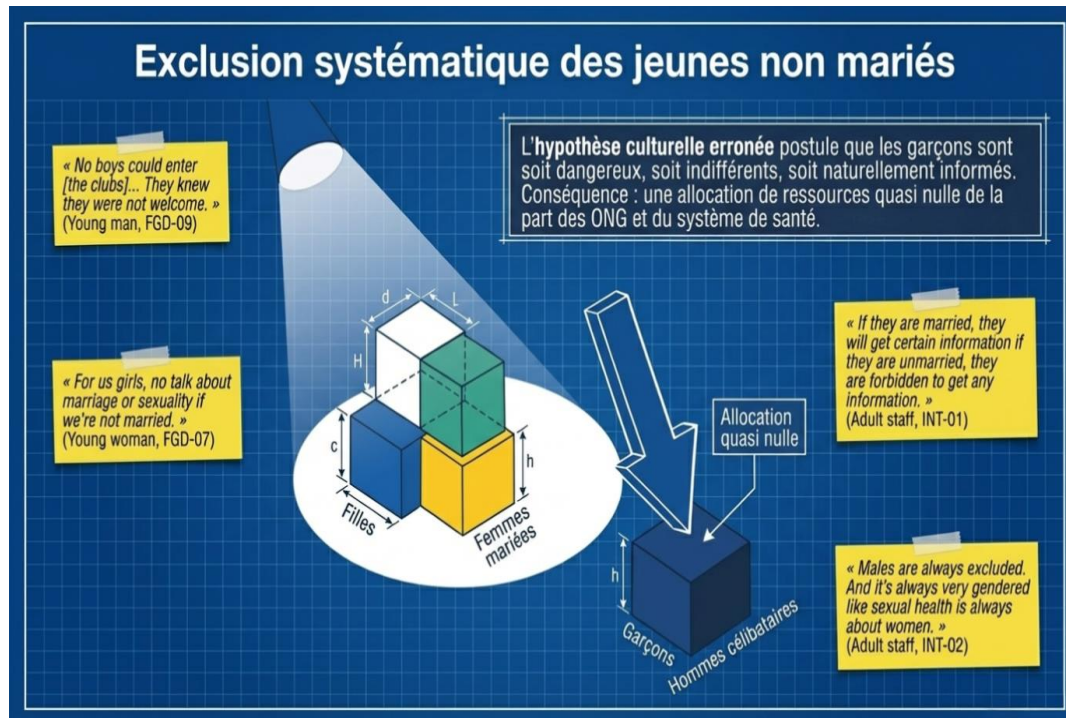 Exclusion systématique des jeunes non mariés
« No boys could enter
[the clubs]... They knew
they were not welcome. »
(Young man, FGD-09)
L'hypothèse culturelle erronée postule que les garçons sont
soit dangereux, soit indifférents, soit naturellement informés.
Conséquence : une allocation de ressources quasi nulle de la
part des ONG et du système de santé.
« For us girls, no talk about
marriage or sexuality if
we're not married. »
(Young woman, FGD-07)
d
L
H
c
h
Filles
Femmes
mariées
Allocation
quasi nulle
h
Garçons
Hommes célibataires
« If they are married, they
will get certain information if
they are unmarried, they
are forbidden to get any
information. »
(Adult staff, INT-01)
« Males are always excluded.
And it's always very gendered
like sexual health is always
about women. »
(Adult staff, INT-02)